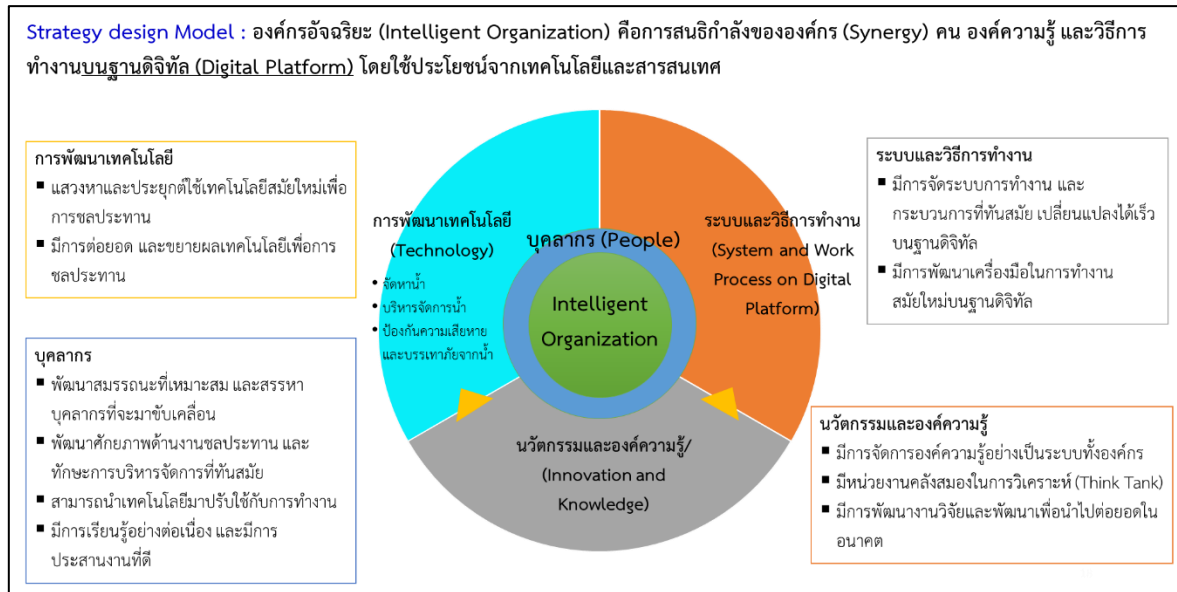 Strategy design Model : องค์กรอัจฉริยะ (Intelligent Organization) คือการสนธิกำลังขององค์กร (Synergy) คน องค์ความรู้ และวิธีการ
ทำงานบนฐานดิจิทัล (Digital Platform) โดยใช้ประโยชน์จากเทคโนโลยีและสารสนเทศ
การพัฒนาเทคโนโลยี
▪ แสวงหาและประยุกต์ใช้เทคโนโลยีสมัยใหม่เพื่อ
การชลประทาน
▪ มีการต่อยอด และขยายผลเทคโนโลยีเพื่อการ
ชลประทาน
บุคลากร
▪ พัฒนาสมรรถนะที่เหมาะสม และสรรหา
บุคลากรที่จะมาขับเคลื่อน
▪ พัฒนาศักยภาพด้านงานชลประทาน และ
ทักษะการบริหารจัดการที่ทันสมัย
▪ สามารถนำเทคโนโลยีมาปรับใช้กับการทำงาน
▪ มีการเรียนรู้อย่างต่อเนื่อง และมีการ
ประสานงานที่ดี
การพัฒนาเทคโนโลยี
(Technology)
• จัดหาน้ำ
• บริหารจัดการน้ำ
• ป้องกันความเสียหาย
และบรรเทาภัยจากน้ำ
บุคลากร (People)
Intelligent
Organization
ระบบและวิธีการทำงาน
(System and Work
Process on Digital
Platform)
นวัตกรรมและองค์ความรู้/
(Innovation and
Knowledge)
ระบบและวิธีการทำงาน
▪ มีการจัดระบบการทำงาน และ
กระบวนการที่ทันสมัย เปลี่ยนแปลงได้เร็ว
บนฐานดิจิทัล
▪ มีการพัฒนาเครื่องมือในการทำงาน
สมัยใหม่บนฐานดิจิทัล
นวัตกรรมและองค์ความรู้
▪ มีการจัดการองค์ความรู้อย่างเป็นระบบทั้งองค์กร
▪ มีหน่วยงานคลังสมองในการวิเคราะห์ (Think Tank)
▪ มีการพัฒนางานวิจัยและพัฒนาเพื่อนำไปต่อยอดใน
อนาคต